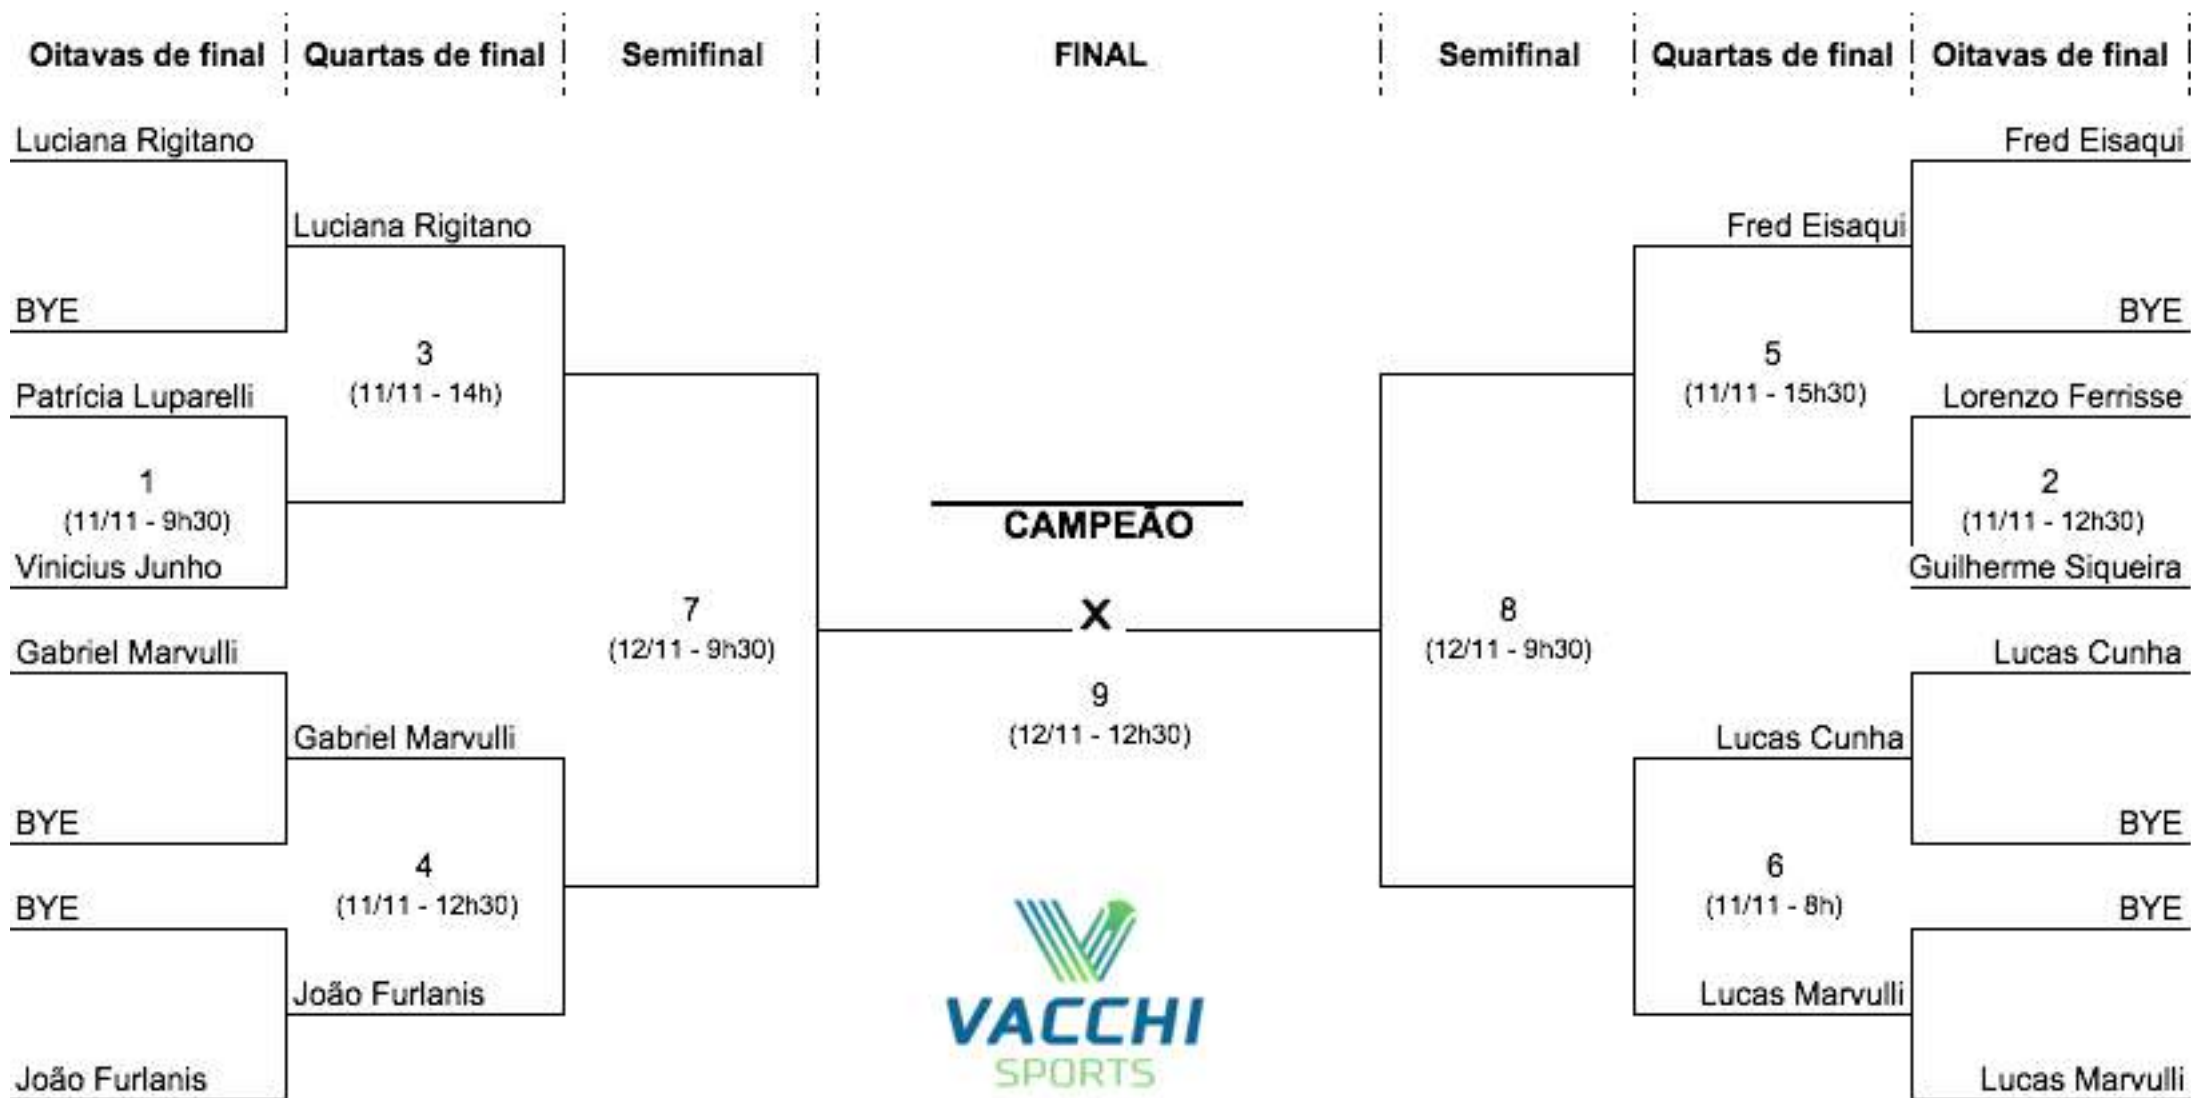 Oitavas de final
Quartas de final
Semifinal
FINAL
Semifinal
Quartas de final
Oitavas de final
Luciana Rigitano
Fred Eisaqui
Luciana Rigitano
Fred Eisaqui
BYE
BYE
3
(11/11 - 14h)
5
(11/11 - 15h30)
Patrícia Luparelli
Lorenzo Ferrisse
1
(11/11 - 9h30)
2
(11/11 - 12h30)
CAMPEÃO
Vinicius Junho
Guilherme Siqueira
7
(12/11 - 9h30)
X
8
(12/11 - 9h30)
Gabriel Marvulli
Lucas Cunha
9
(12/11 - 12h30)
Gabriel Marvulli
Lucas Cunha
BYE
BYE
4
(11/11 - 12h30)
6
(11/11 - 8h)
BYE
BYE
João Furlanis
Lucas Marvulli
VACCHI
SPORTS
João Furlanis
Lucas Marvulli